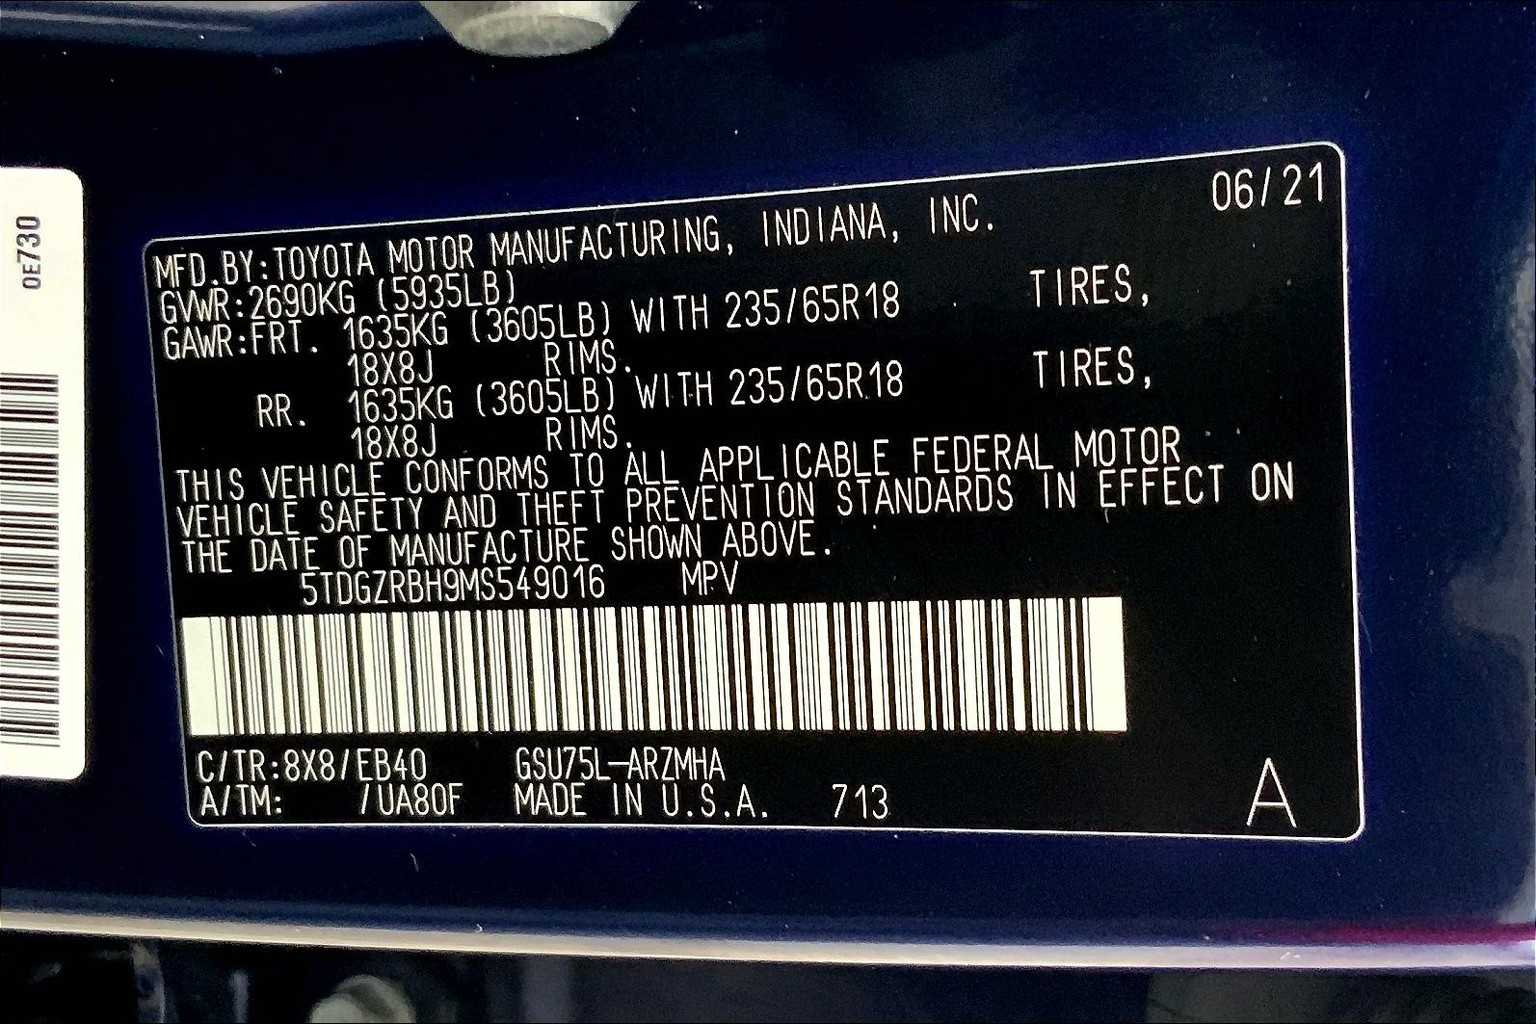 0E730
06/21
MFD.BY:TOYOTA MOTOR MANUFACTURING, INDIANA, INC.
GVWR:2690KG (5935LB)
GAWR:FRT. 1635KG (3605LB) WITH 235/65R18 TIRES,
18X8J RIMS.
RR. 1635KG (3605LB) WITH 235/65R18 TIRES,
18X8J RIMS.
THIS VEHICLE CONFORMS TO ALL APPLICABLE FEDERAL MOTOR
VEHICLE SAFETY AND THEFT PREVENTION STANDARDS IN EFFECT ON
THE DATE OF MANUFACTURE SHOWN ABOVE.
5TDGZRBH9MS549016 MPV
C/TR:8X8/EB40 GSU75L-ARZMHA
A/TM: /UA80F MADE IN U.S.A. 713 A